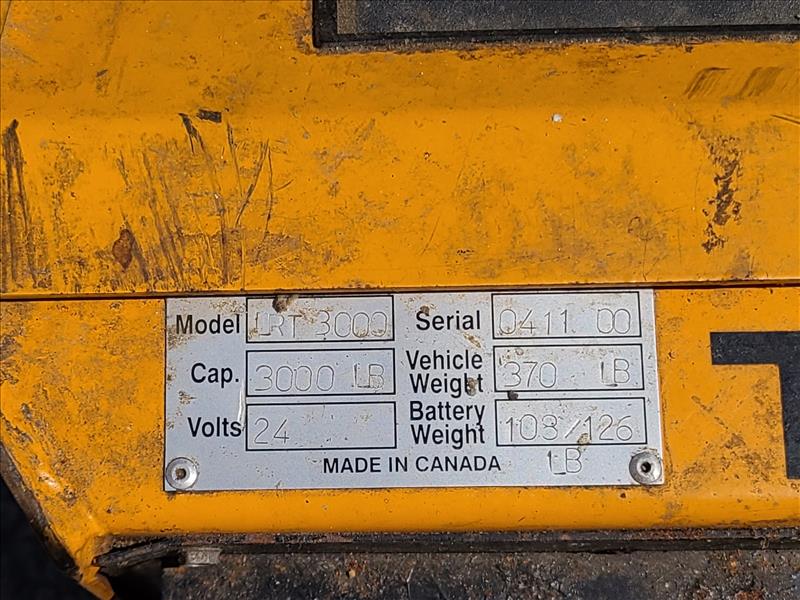 Model LRT 3000 Serial 0411 00
Cap. 3000 LB Vehicle Weight 370 LB
Volts 24 Battery Weight 103/126
MADE IN CANADA LB